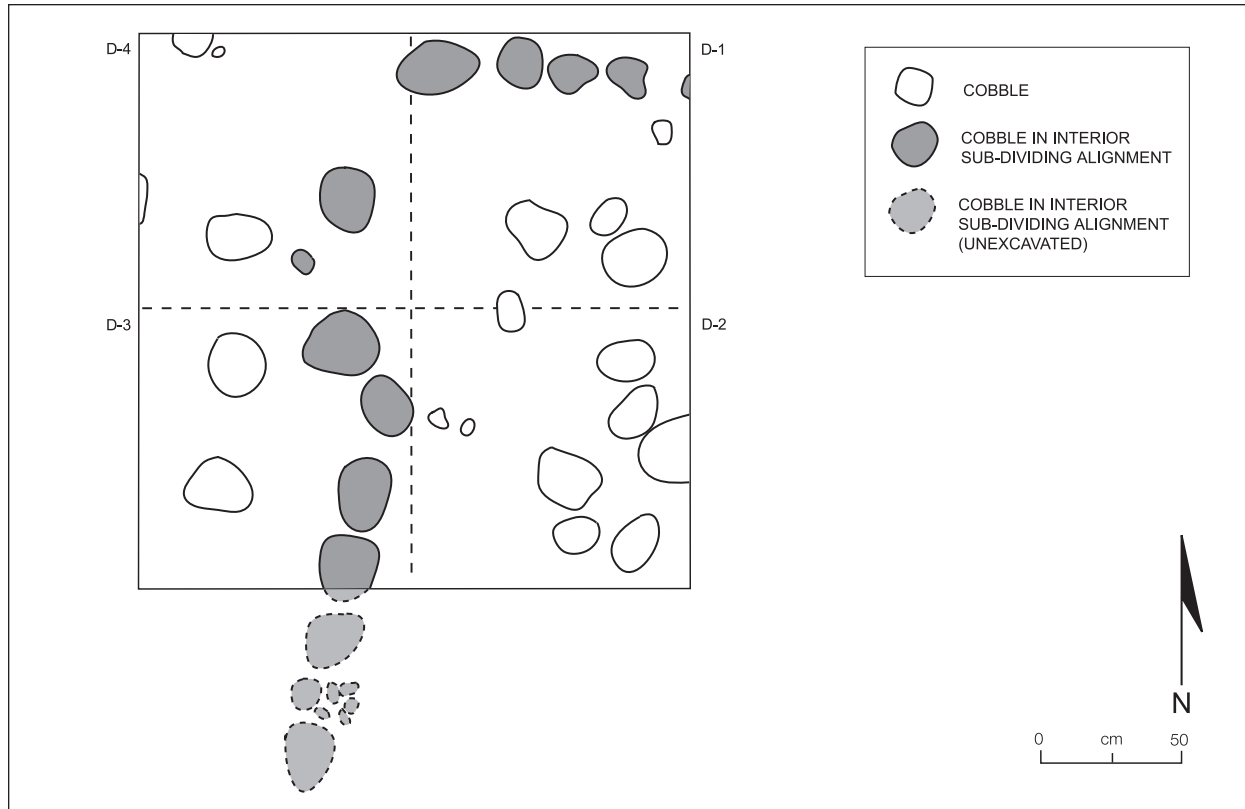 D-4
D-1
D-3
D-2
COBBLE
COBBLE IN INTERIOR
SUB-DIVIDING ALIGNMENT
COBBLE IN INTERIOR
SUB-DIVIDING ALIGNMENT
(UNEXCAVATED)
N
0 cm 50